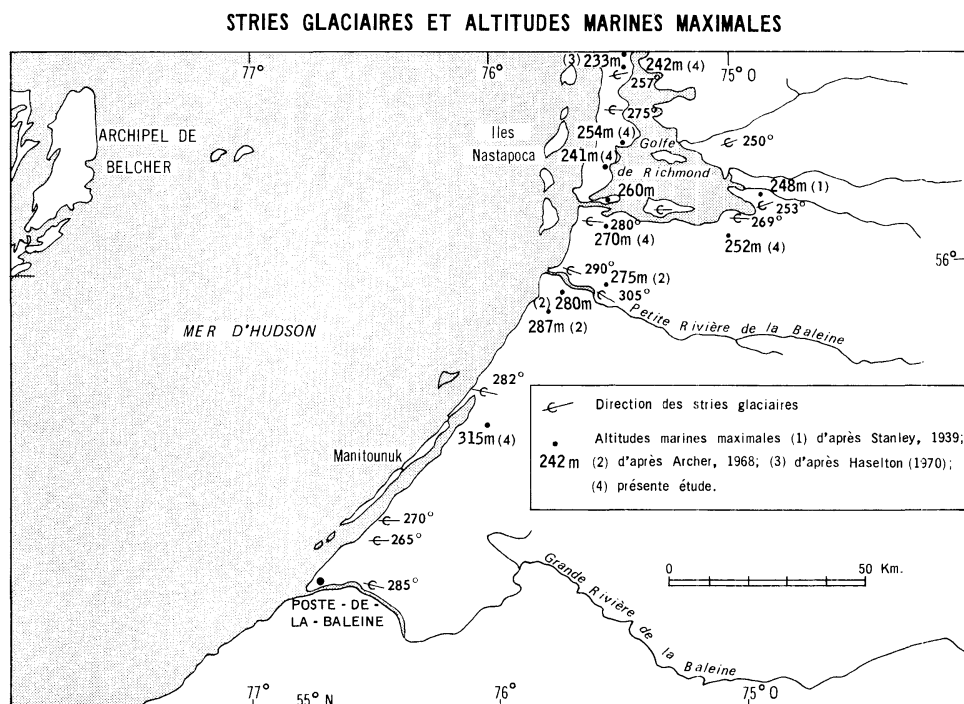 STRIES GLACIAIRES ET ALTITUDES MARINES MAXIMALES
77°
76°
75° O
(3) 233m
242m (4)
257°
275°
254m (4)
Golfe
250°
ARCHIPEL DE
BELCHER
Iles
Nastapoca
241m (4)
de Richmond
260m
248m (1)
253°
269°
280°
270m (4)
252m (4)
56°
290°
275m (2)
305°
280m
(2)
287m (2)
Petite Rivière de la Baleine
MER D'HUDSON
282°
315m (4)
Manitounuk
Direction des stries glaciaires
Altitudes marines maximales (1) d'après Stanley, 1939;
242 m (2) d'après Archer, 1968; (3) d'après Haselton (1970);
(4) présente étude.
270°
265°
285°
0 50 Km.
POSTE - DE -
LA - BALEINE
Grande Rivière de la Baleine
77°
55° N
76°
75° O